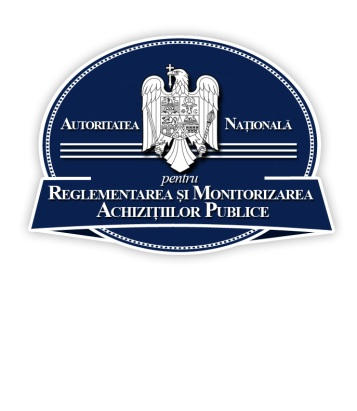 AUTORITATEA NAȚIONALĂ
pentru
REGLEMENTAREA ȘI MONITORIZAREA
ACHIZIȚIILOR PUBLICE